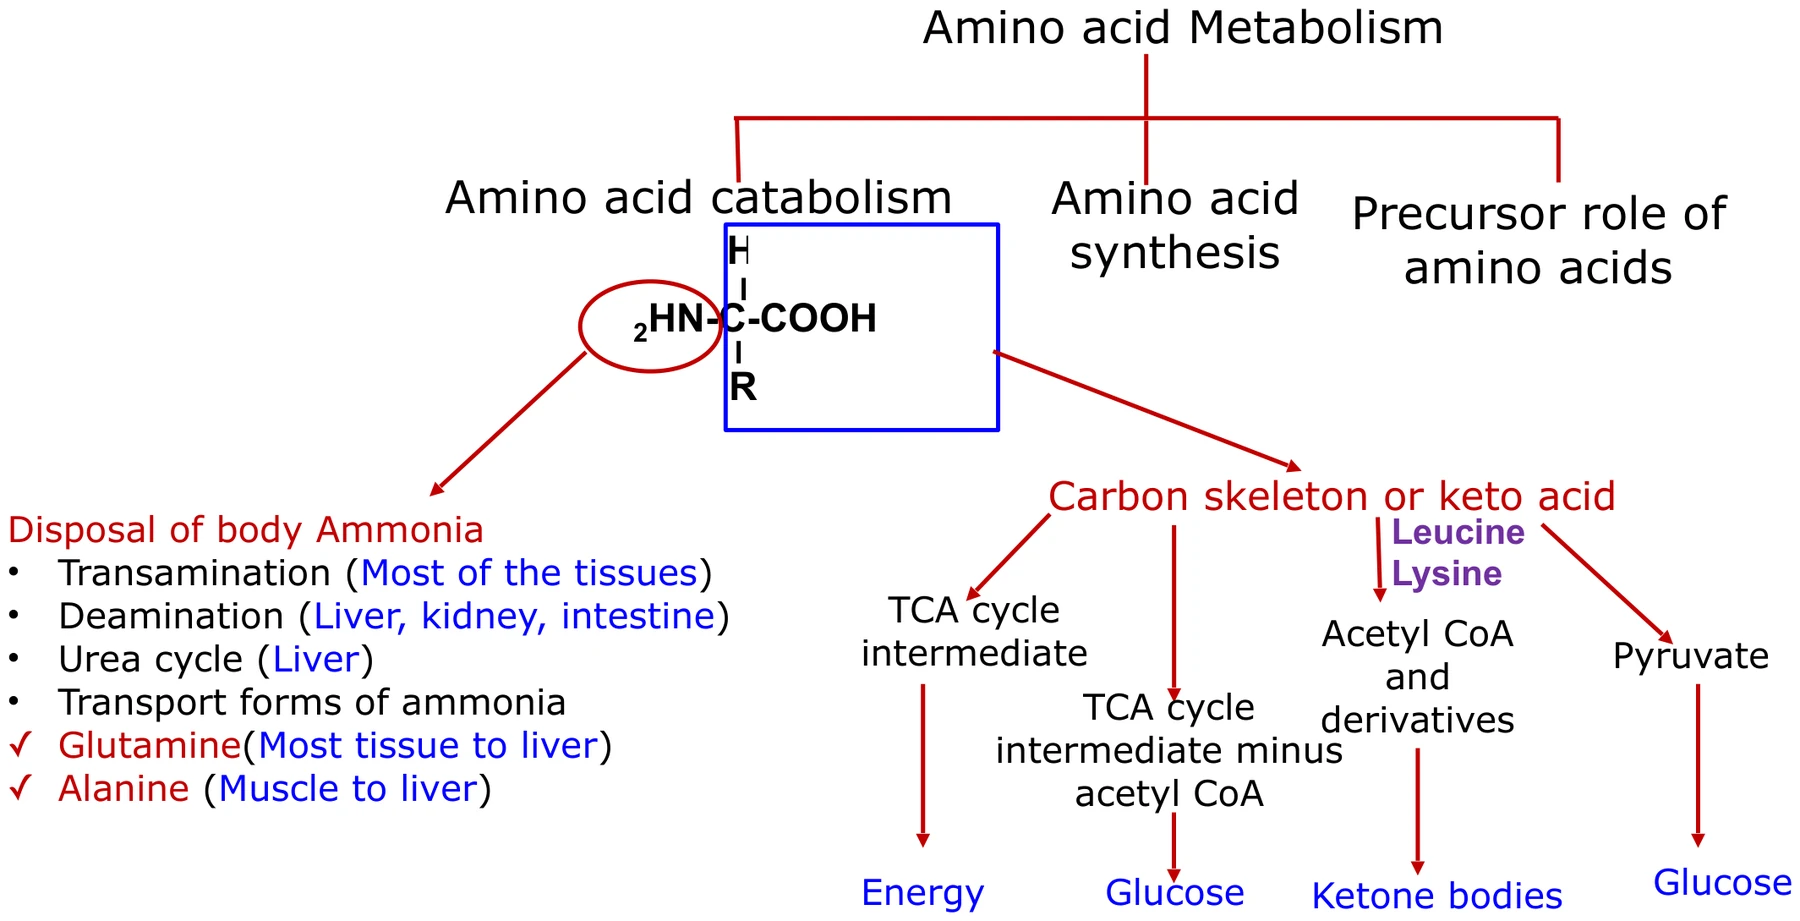 Amino acid Metabolism
Amino acid catabolism
Amino acid
synthesis
Precursor role of
amino acids
H
2HN-C-COOH
R
Disposal of body Ammonia
• Transamination (Most of the tissues)
• Deamination (Liver, kidney, intestine)
• Urea cycle (Liver)
• Transport forms of ammonia
✓ Glutamine(Most tissue to liver)
✓ Alanine (Muscle to liver)
Carbon skeleton or keto acid
Leucine
Lysine
TCA cycle
intermediate
TCA cycle
intermediate minus
acetyl CoA
Acetyl CoA
and
derivatives
Pyruvate
Energy
Glucose
Ketone bodies
Glucose